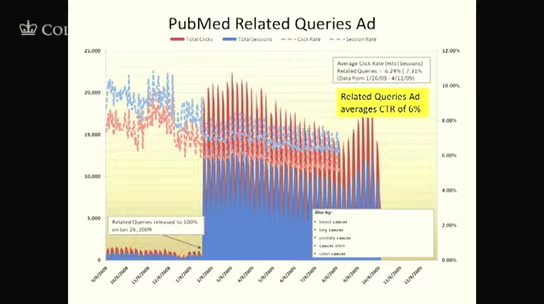 PubMed Related Queries Ad
Total Clicks Total Sessions Click Rate Session Rate
25,000
20,000
15,000
10,000
5,000
0
12.00%
10.00%
8.00%
6.00%
4.00%
2.00%
0.00%
Average Click Rate (Hits|Sessions)
Related Queries - 6.24% | 7.31%
(Data from 1/26/09 - 4/12/09)
Related Queries Ad
averages CTR of 6%
Related Queries released to 100%
on Jan 26, 2009
Also try:
breast cancer
lung cancer
prostate cancer
cancer stem
colon cancer